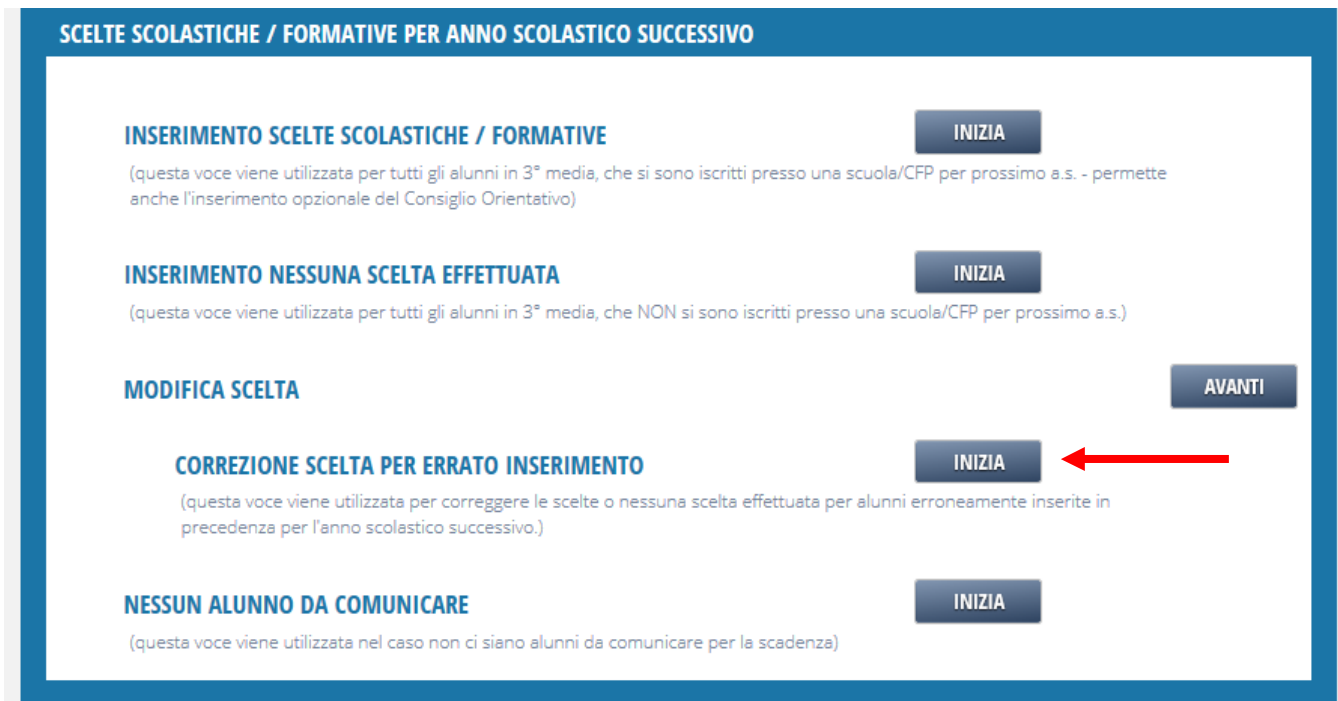 SCELTE SCOLASTICHE / FORMATIVE PER ANNO SCOLASTICO SUCCESSIVO
INSERIMENTO SCELTE SCOLASTICHE / FORMATIVE
INIZIA
(questa voce viene utilizzata per tutti gli alunni in 3° media, che si sono iscritti presso una scuola/CFP per prossimo a.s. - permette
anche l'inserimento opzionale del Consiglio Orientativo)
INSERIMENTO NESSUNA SCELTA EFFETTUATA
INIZIA
(questa voce viene utilizzata per tutti gli alunni in 3° media, che NON si sono iscritti presso una scuola/CFP per prossimo a.s.)
MODIFICA SCELTA
AVANTI
CORREZIONE SCELTA PER ERRATO INSERIMENTO
INIZIA
(questa voce viene utilizzata per correggere le scelte o nessuna scelta effettuata per alunni erroneamente inserite in
precedenza per l'anno scolastico successivo.)
NESSUN ALUNNO DA COMUNICARE
INIZIA
(questa voce viene utilizzata nel caso non ci siano alunni da comunicare per la scadenza)